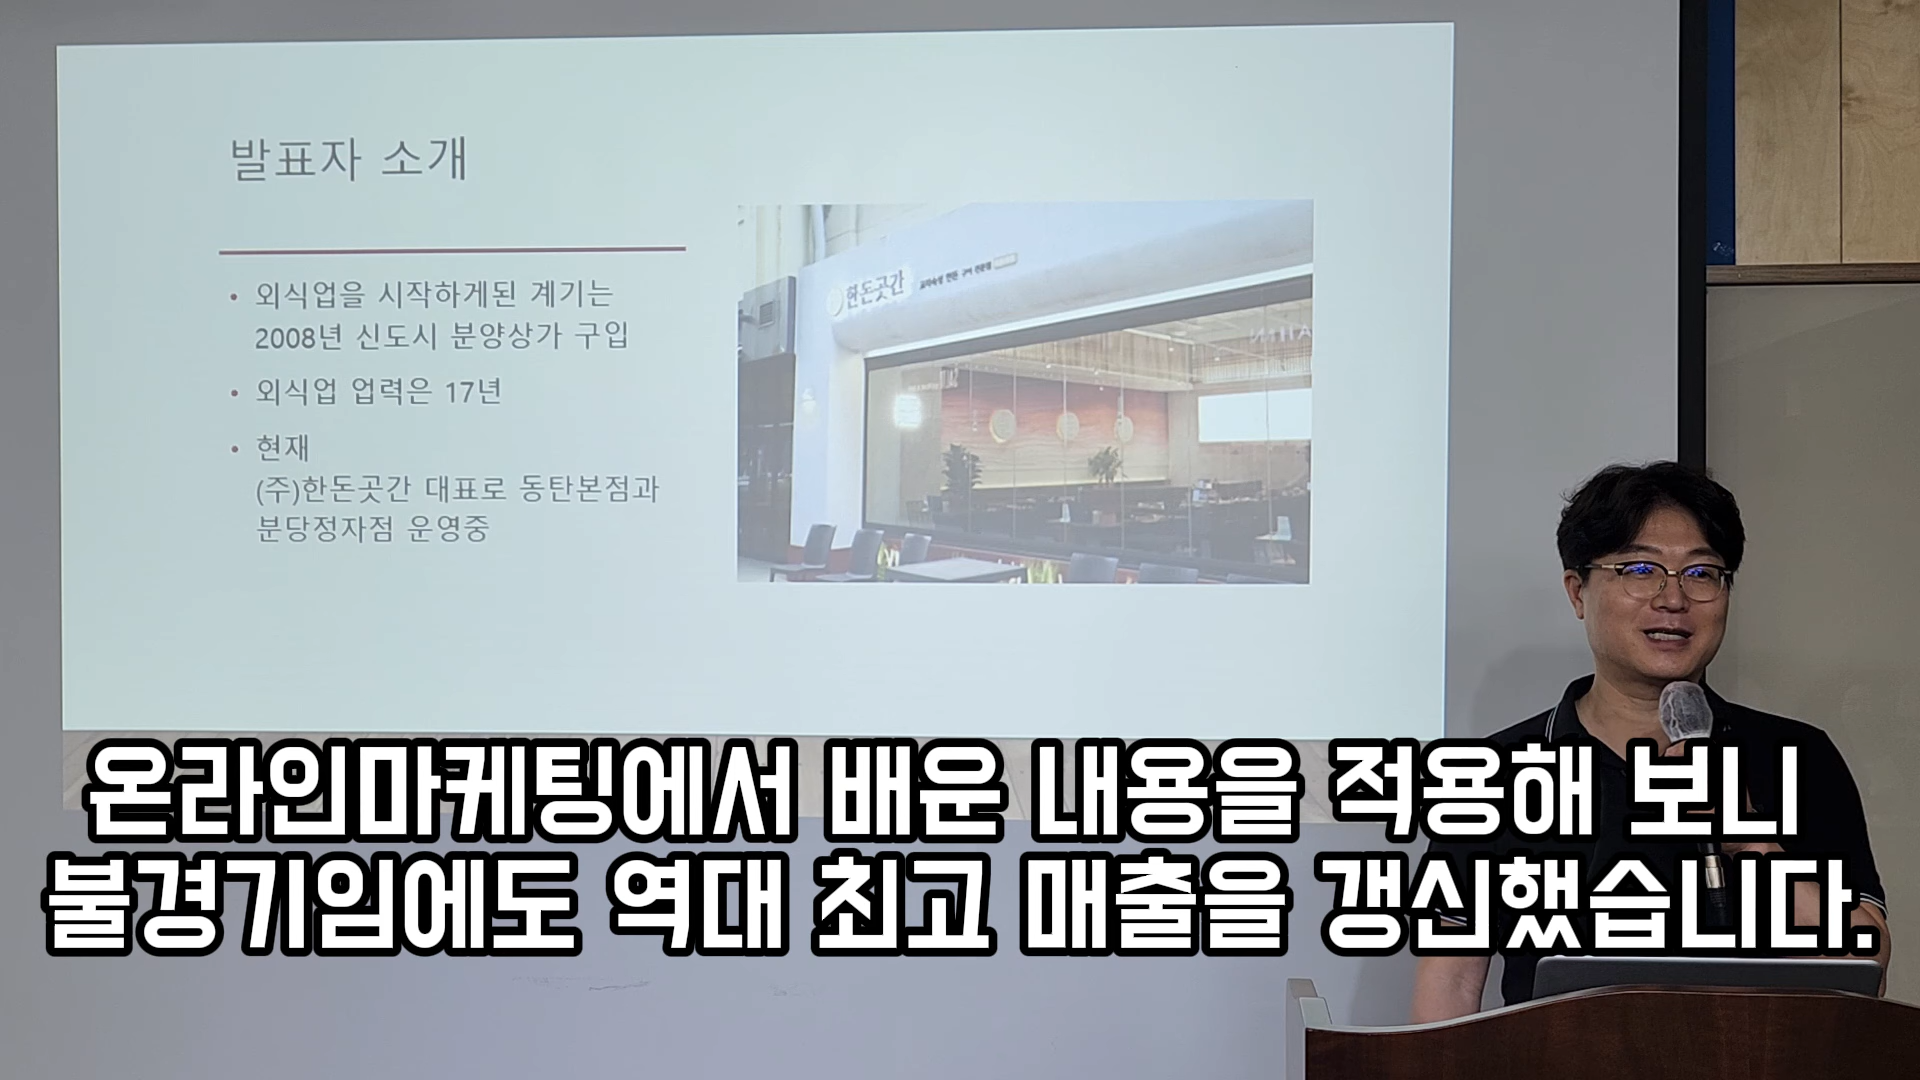 발표자 소개
• 외식업을 시작하게된 계기는
2008년 신도시 분양상가 구입
• 외식업 업력은 17년
• 현재
(주)한돈곳간 대표로 동탄본점과
분당정자점 운영중
한돈곳간
온라인마케팅에서 배운 내용을 적용해 보니
불경기임에도 역대 최고 매출을 갱신했습니다.